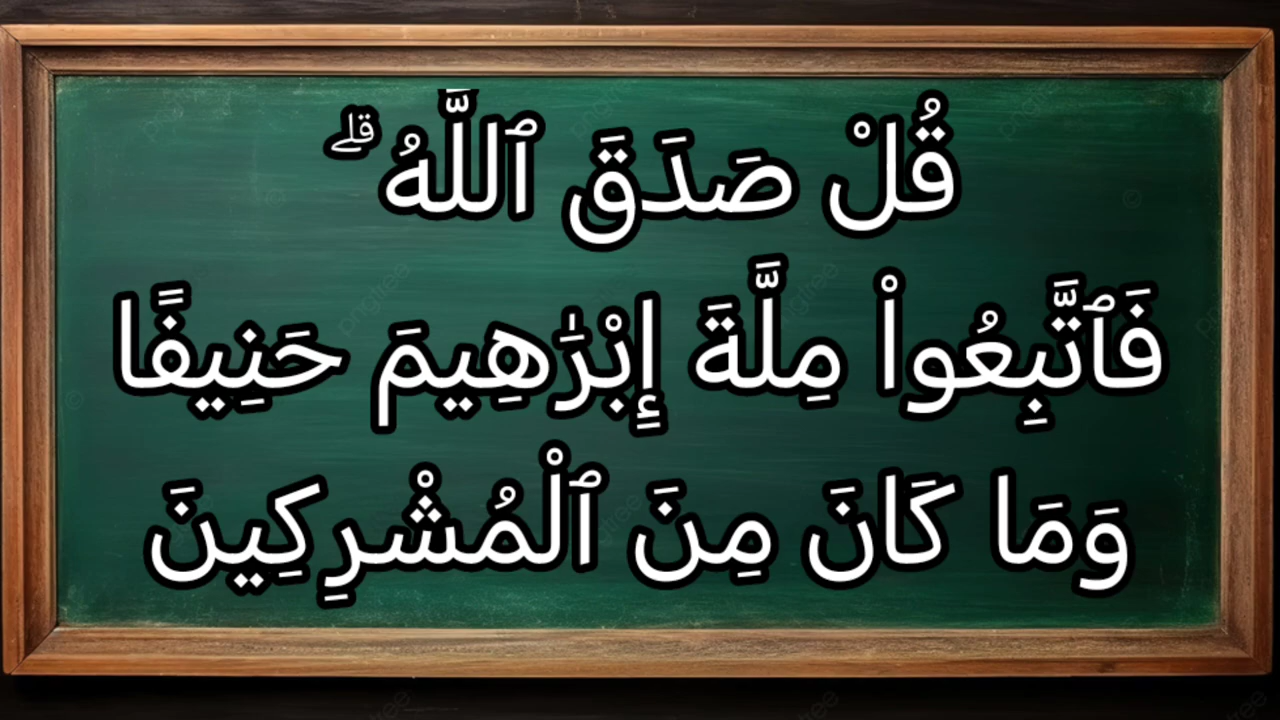 قُلْ صَدَقَ ٱللَّهُ ۗ
فَٱتَّبِعُوا۟ مِلَّةَ إِبْرَٰهِيمَ حَنِيفًا
وَمَا كَانَ مِنَ ٱلْمُشْرِكِينَ